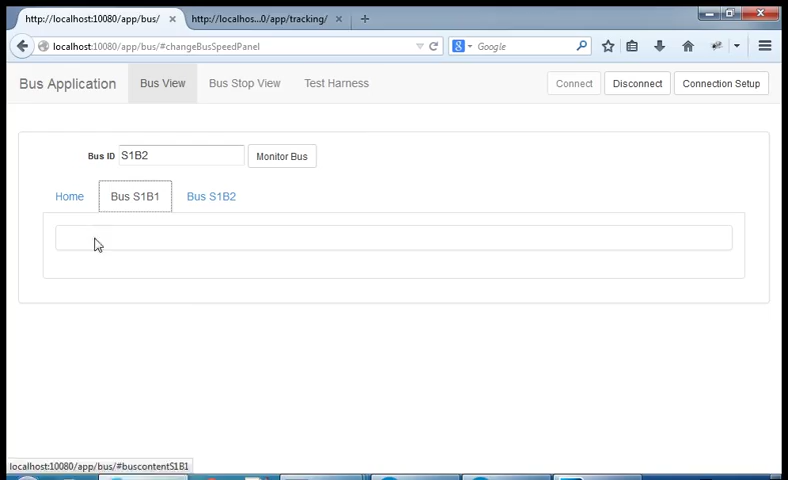 http://localhost:10080/app/bus/
http://localhos...0/app/tracking/
localhost:10080/app/bus/#changeBusSpeedPanel
Google
Bus Application
Bus View
Bus Stop View
Test Harness
Connect
Disconnect
Connection Setup
Bus ID
S1B2
Monitor Bus
Home
Bus S1B1
Bus S1B2
localhost:10080/app/bus/#buscontentS1B1